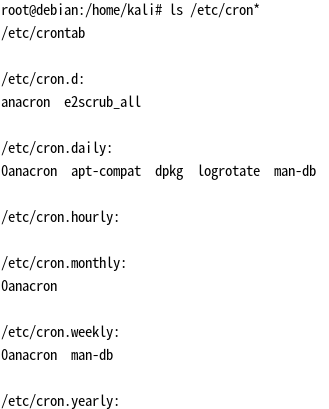 root@debian:/home/kali# ls /etc/cron*
/etc/crontab
/etc/cron.d:
anacron  e2scrub_all
/etc/cron.daily:
0anacron  apt-compat  dpkg  logrotate  man-db
/etc/cron.hourly:
/etc/cron.monthly:
0anacron
/etc/cron.weekly:
0anacron  man-db
/etc/cron.yearly: